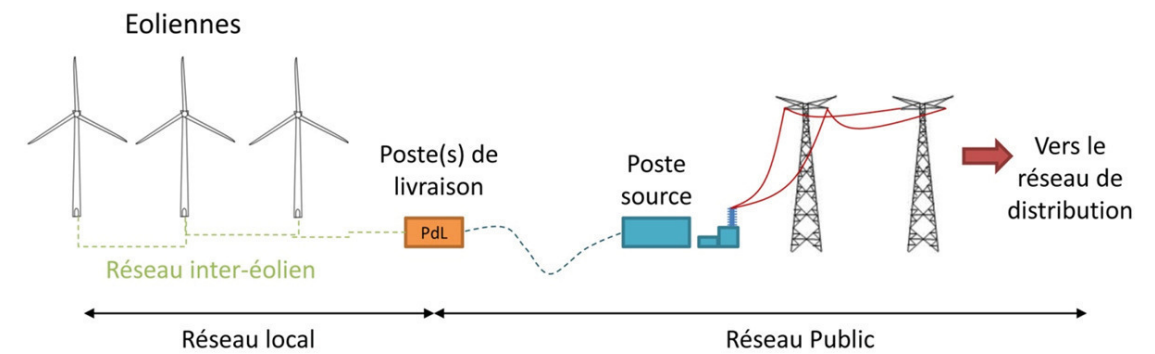 Eoliennes
Poste(s) de
livraison
Poste
source
Vers le
réseau de
distribution
PdL
Réseau inter-éolien
Réseau local
Réseau Public